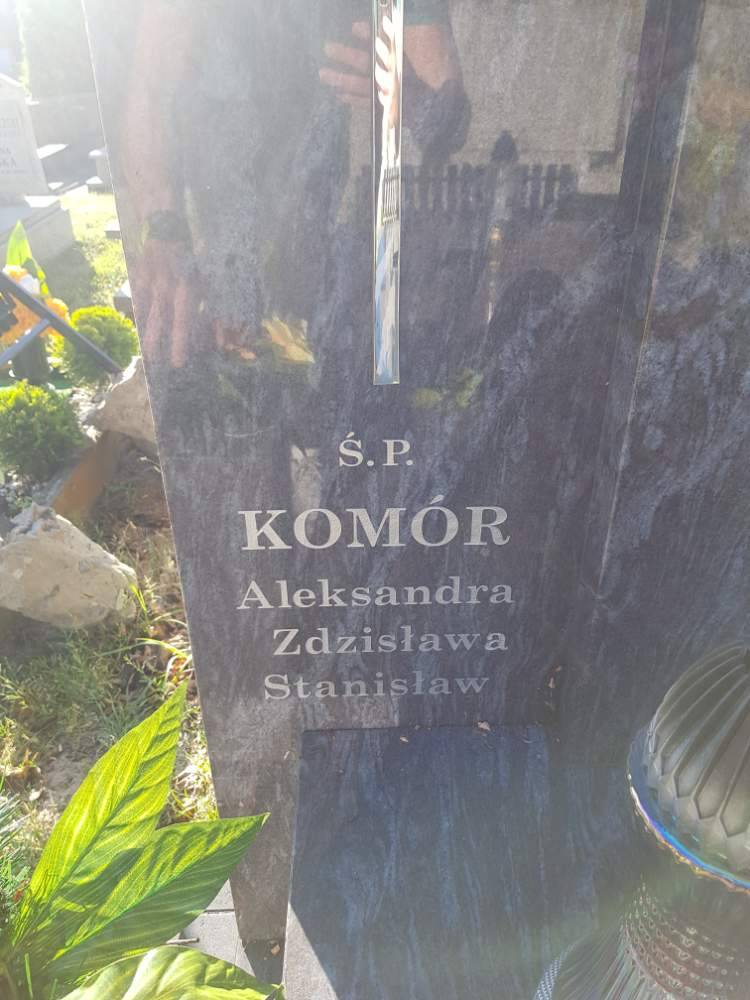 Ś.P.
KOMÓR
Aleksandra
Zdzisława
Stanisław